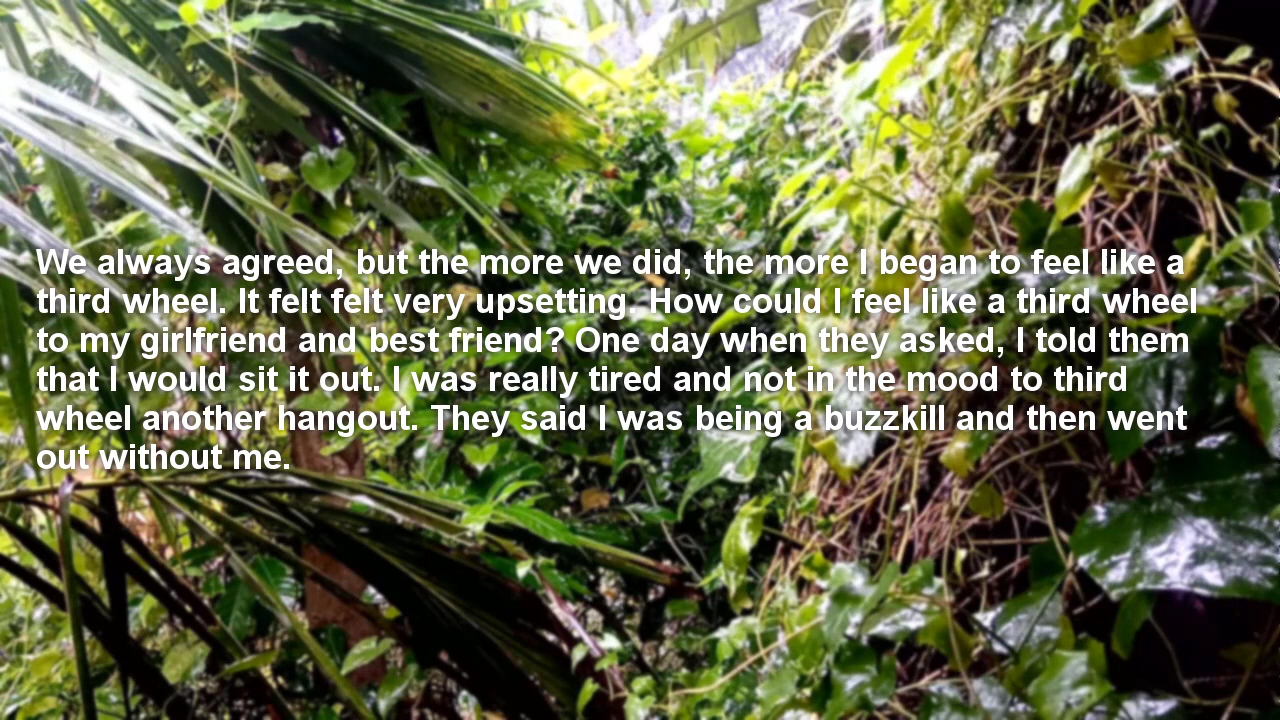 We always agreed, but the more we did, the more I began to feel like a
third wheel. It felt felt very upsetting. How could I feel like a third wheel
to my girlfriend and best friend? One day when they asked, I told them
that I would sit it out. I was really tired and not in the mood to third
wheel another hangout. They said I was being a buzzkill and then went
out without me.